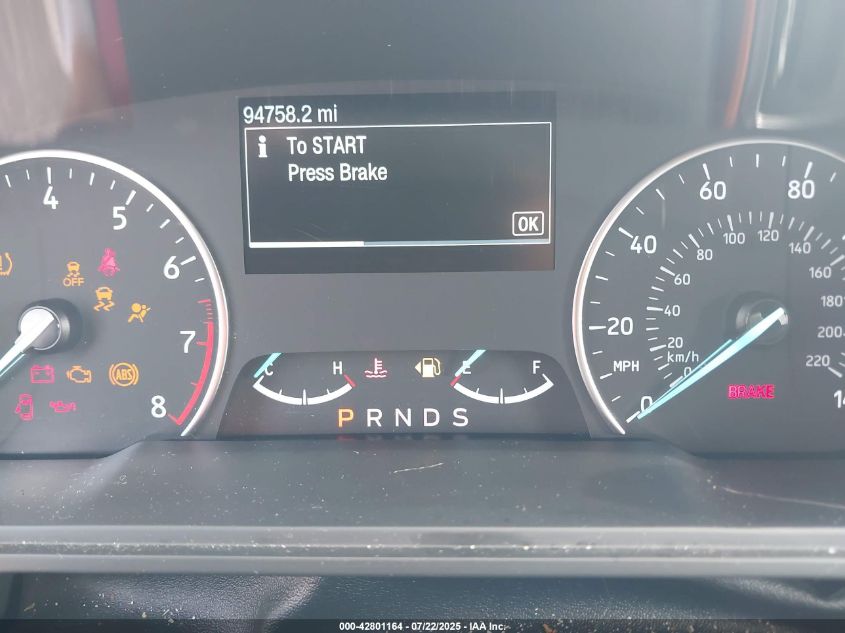 94758.2 mi
i To START
Press Brake
OK
4
5
6
7
8
OFF
ABS
C H
E F
P R N D S
0
20
40
60
80
MPH
0
20
40
60
80
100
120
140
160
180
200
220
km/h
BRAKE
000-42801164 - 07/22/2025 - IAA Inc.